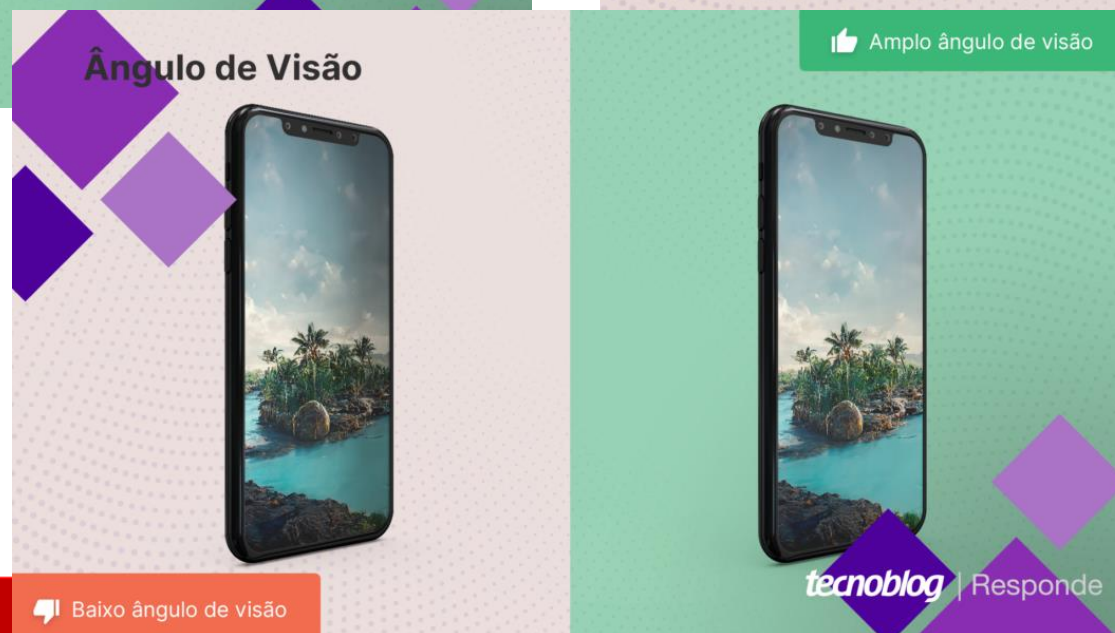 Ângulo de Visão
Amplo ângulo de visão
Baixo ângulo de visão
tecnoblog | Responde